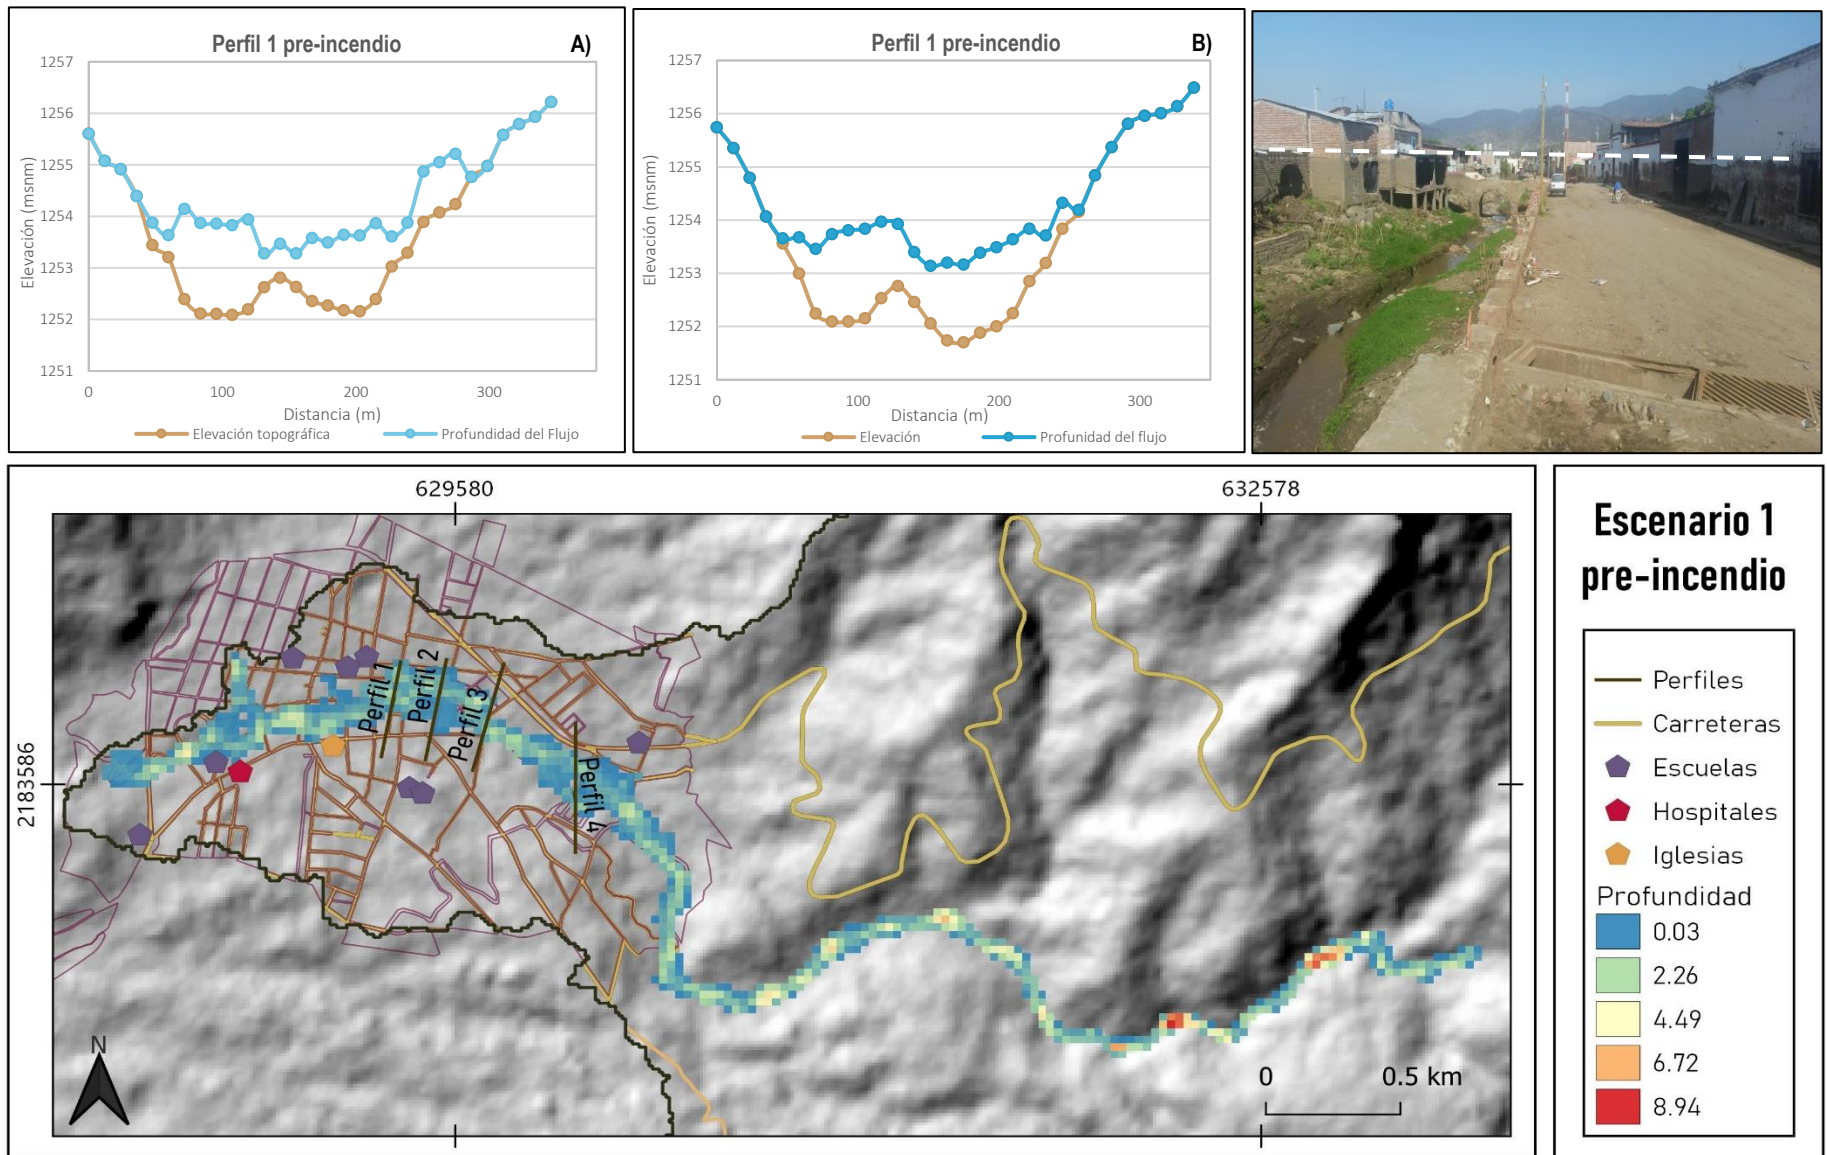 Perfil 1 pre-incendio
A)
1257
1256
1255
1254
1253
1252
1251
Elevación (msnm)
0
100
200
300
Distancia (m)
Elevación topográfica
Profundidad del Flujo
Perfil 1 pre-incendio
B)
1257
1256
1255
1254
1253
1252
1251
Elevación (msnm)
0
100
200
300
Distancia (m)
Elevación
Profunidad del flujo
629580
632578
2183586
Perfil 1
Perfil 2
Perfil 3
Perfil 4
N
0
0.5 km
Escenario 1
pre-incendio
Perfiles
Carreteras
Escuelas
Hospitales
Iglesias
Profundidad
0.03
2.26
4.49
6.72
8.94